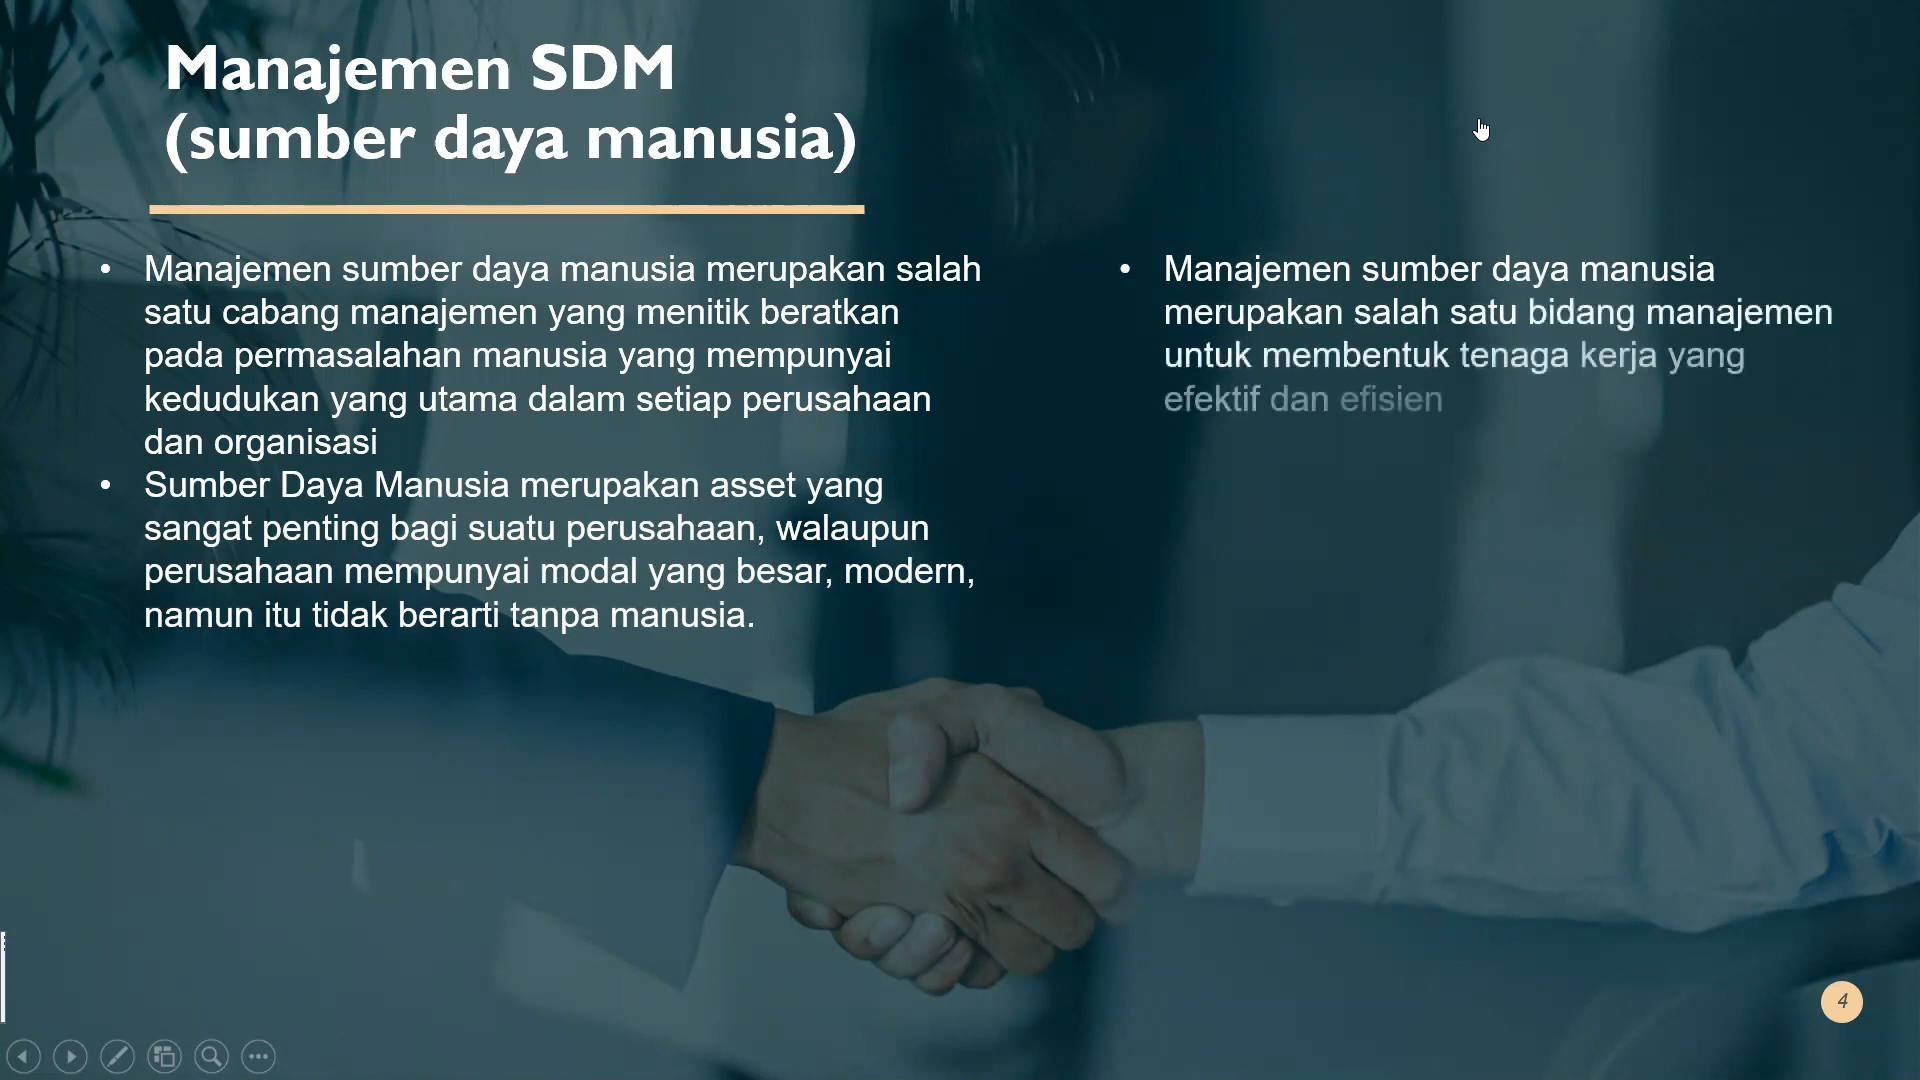 Manajemen SDM
(sumber daya manusia)
• Manajemen sumber daya manusia merupakan salah
satu cabang manajemen yang menitik beratkan
pada permasalahan manusia yang mempunyai
kedudukan yang utama dalam setiap perusahaan
dan organisasi
• Sumber Daya Manusia merupakan asset yang
sangat penting bagi suatu perusahaan, walaupun
perusahaan mempunyai modal yang besar, modern,
namun itu tidak berarti tanpa manusia.
• Manajemen sumber daya manusia
merupakan salah satu bidang manajemen
untuk membentuk tenaga kerja yang
efektif dan efisien
4